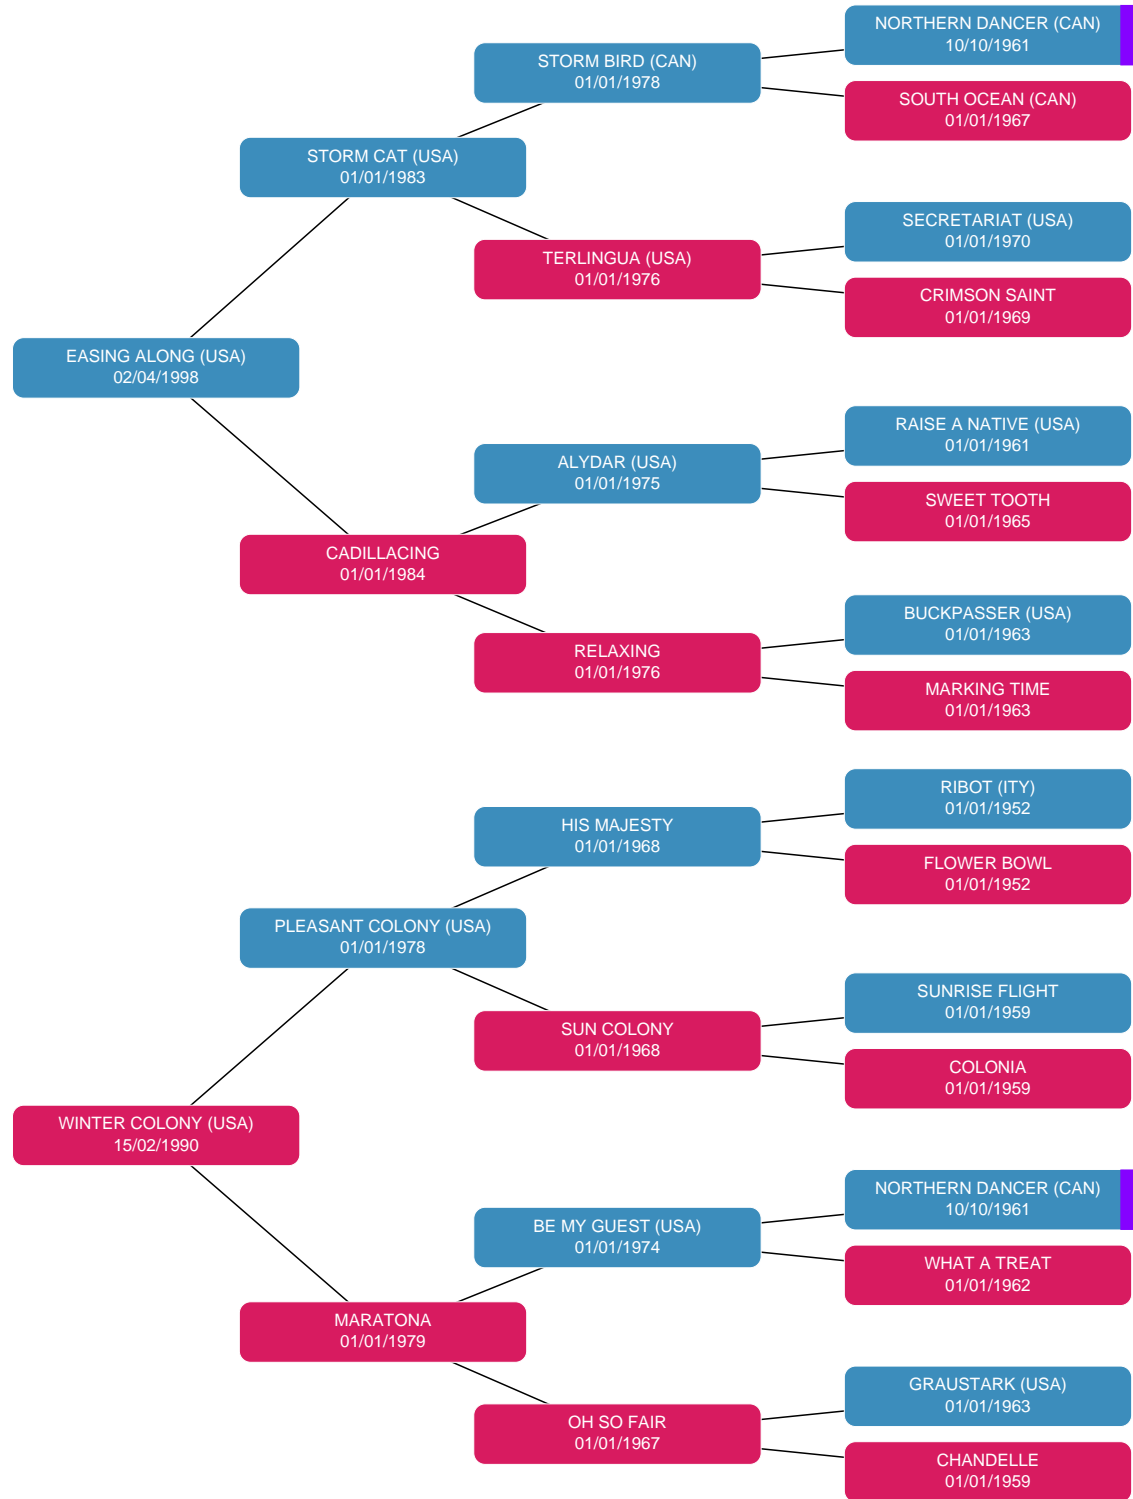 NORTHERN DANCER (CAN)
10/10/1961
STORM BIRD (CAN)
01/01/1978
SOUTH OCEAN (CAN)
01/01/1967
STORM CAT (USA)
01/01/1983
SECRETARIAT (USA)
01/01/1970
TERLINGUA (USA)
01/01/1976
CRIMSON SAINT
01/01/1969
EASING ALONG (USA)
02/04/1998
RAISE A NATIVE (USA)
01/01/1961
ALYDAR (USA)
01/01/1975
SWEET TOOTH
01/01/1965
CADILLACING
01/01/1984
BUCKPASSER (USA)
01/01/1963
RELAXING
01/01/1976
MARKING TIME
01/01/1963
RIBOT (ITY)
01/01/1952
HIS MAJESTY
01/01/1968
FLOWER BOWL
01/01/1952
PLEASANT COLONY (USA)
01/01/1978
SUNRISE FLIGHT
01/01/1959
SUN COLONY
01/01/1968
COLONIA
01/01/1959
WINTER COLONY (USA)
15/02/1990
NORTHERN DANCER (CAN)
10/10/1961
BE MY GUEST (USA)
01/01/1974
WHAT A TREAT
01/01/1962
MARATONA
01/01/1979
GRAUSTARK (USA)
01/01/1963
OH SO FAIR
01/01/1967
CHANDELLE
01/01/1959